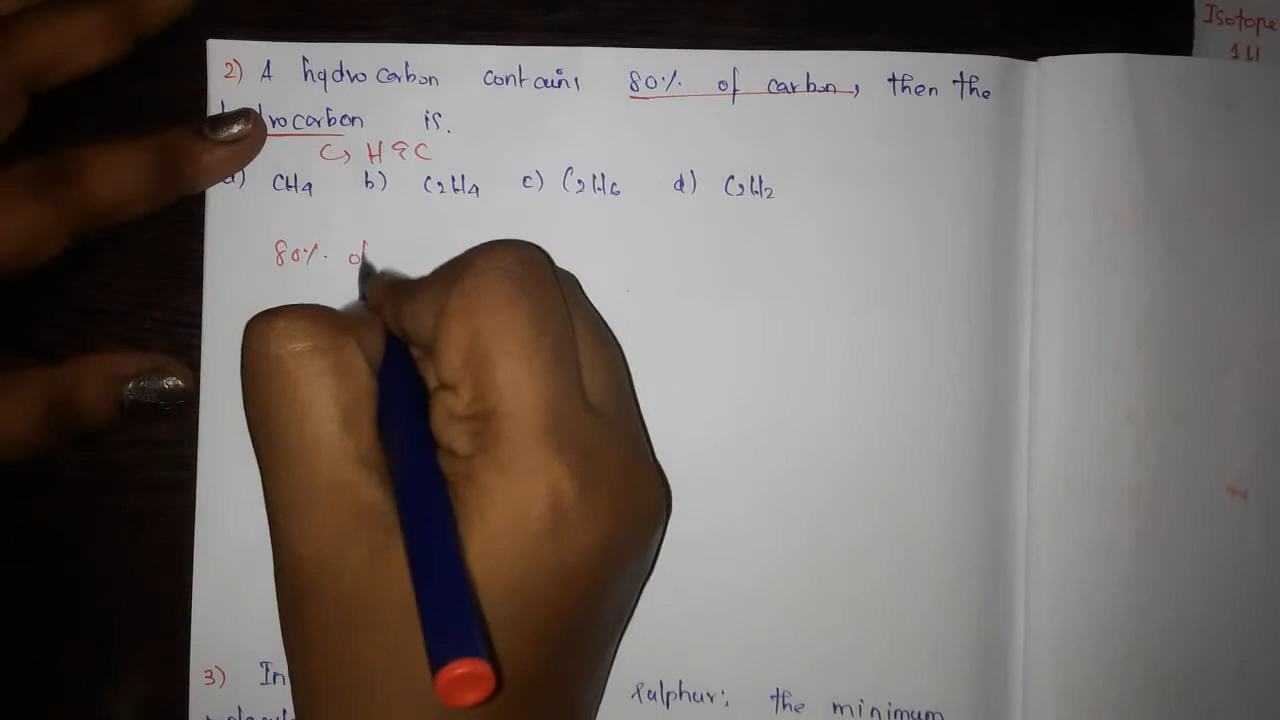 Isotope
2) A hydrocarbon contains 80% of carbon, then the
hydrocarbon is.
↳ H & C
a) CH4 b) C2H4 c) C2H6 d) C2H2
80% of
3) In sulphur; the minimum